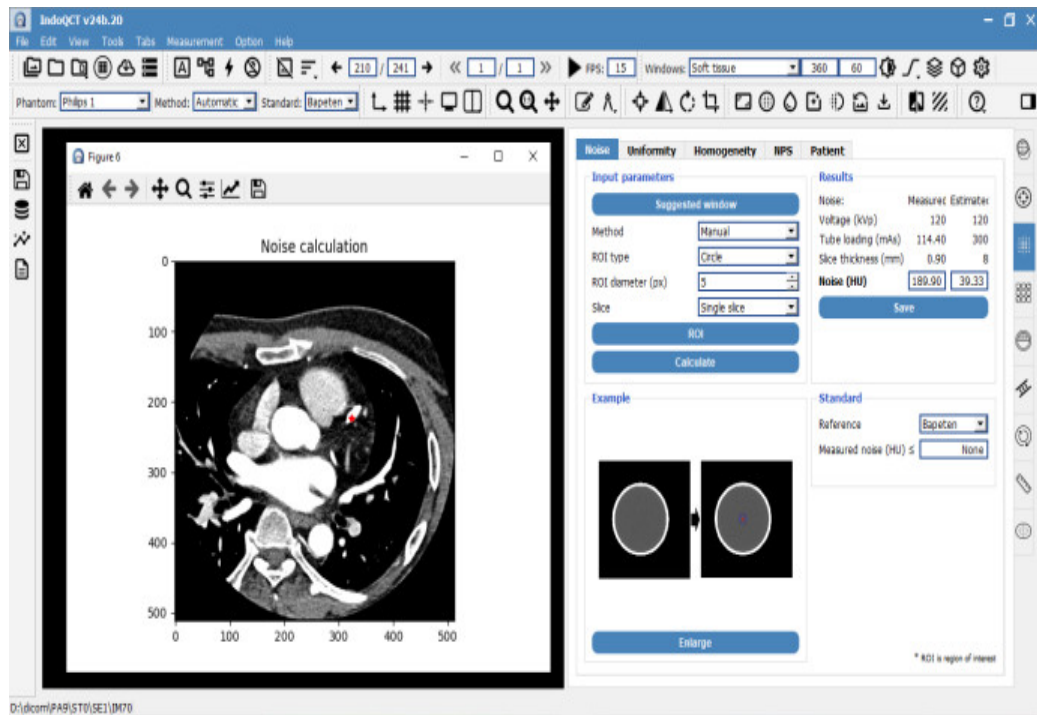 IndoQCT v24b.20
File Edit View Tools Tabs Measurement Option Help
210 / 241 1 / 1 FPS: 15 Windows: Soft tissue 360 60
Phantom: Philips 1 Method: Automatic Standard: Bapeten
Figure 6
Noise calculation
0
100
200
300
400
500
0 100 200 300 400 500
Noise Uniformity Homogeneity NPS Patient
Input parameters
Suggested window
Method Manual
ROI type Circle
ROI diameter (px) 5
Slice Single slice
ROI
Calculate
Results
Noise: Measurec Estimatec
Voltage (kVp) 120 120
Tube loading (mAs) 114.40 300
Slice thickness (mm) 0.90 8
Noise (HU) 189.90 39.33
Save
Example
Enlarge
Standard
Reference Bapeten
Measured noise (HU) ≤ None
* ROI is region of interest
D:\dicom\PA9\ST0\SE1\IM70